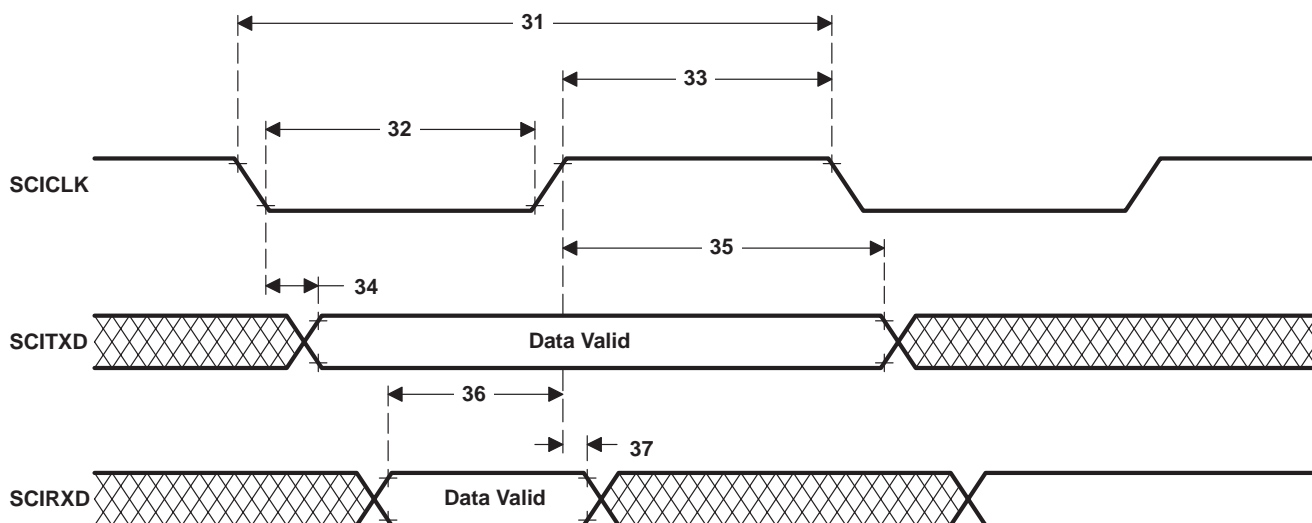 31
33
32
SCICLK
35
34
SCITXD
Data Valid
36
37
SCIRXD
Data Valid